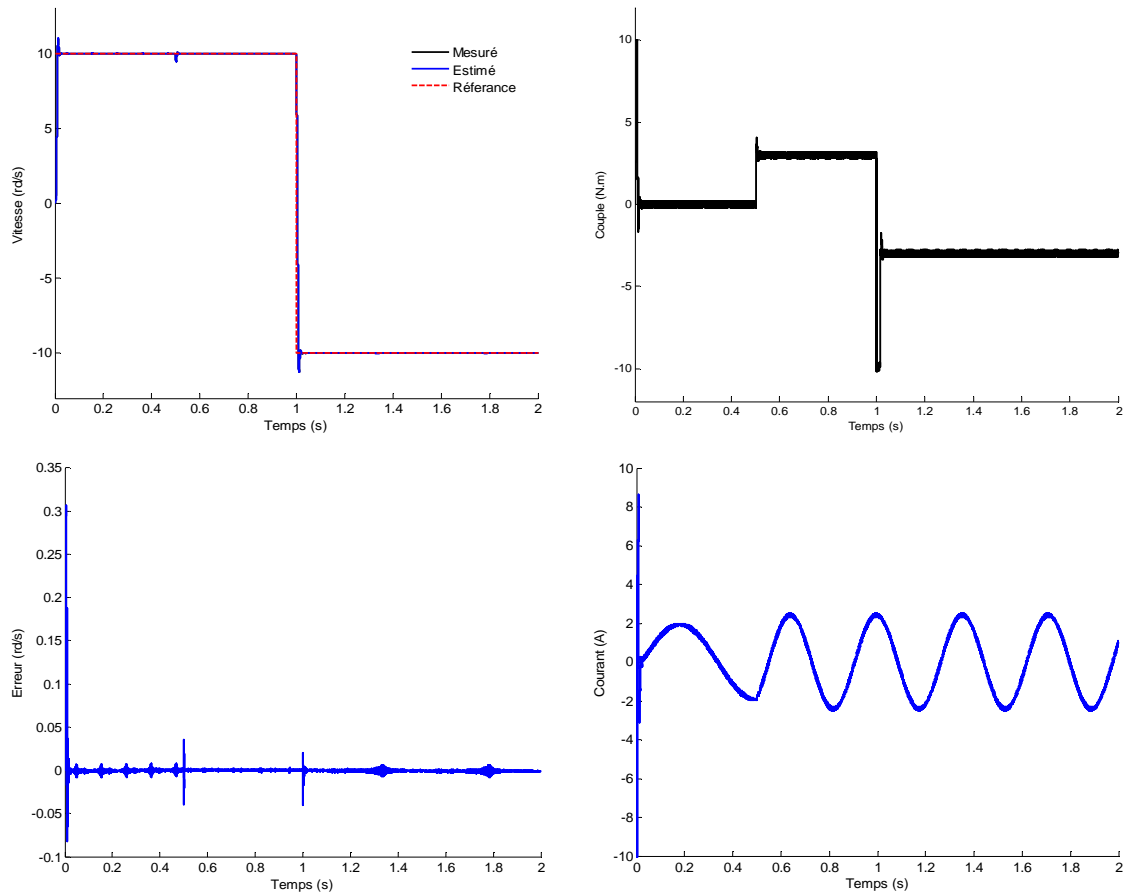 10
5
0
-5
-10
Vitesse (rd/s)
Mesuré
Estimé
Réferance
0 0.2 0.4 0.6 0.8 1 1.2 1.4 1.6 1.8 2
Temps (s)
10
5
0
-5
-10
Couple (N.m)
0 0.2 0.4 0.6 0.8 1 1.2 1.4 1.6 1.8 2
Temps (s)
0.35
0.3
0.25
0.2
0.15
0.1
0.05
0
-0.05
-0.1
Erreur (rd/s)
0 0.2 0.4 0.6 0.8 1 1.2 1.4 1.6 1.8 2
Temps (s)
10
8
6
4
2
0
-2
-4
-6
-8
-10
Courant (A)
0 0.2 0.4 0.6 0.8 1 1.2 1.4 1.6 1.8 2
Temps (s)